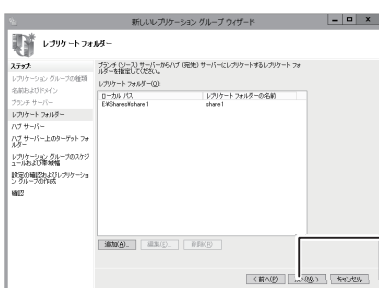 新しいレプリケーション グループ ウィザード
レプリケート フォルダー
ステップ:
レプリケーション グループの種類
名前およびドメイン
ブランチ サーバー
レプリケート フォルダー
ハブ サーバー
ハブ サーバー上のターゲット フォ
ルダー
レプリケーション グループのスケジ
ュールおよび帯域幅
設定の確認およびレプリケーショ
ン グループの作成
確認
ブランチ (ソース) サーバーからハブ (宛先) サーバーにレプリケートするレプリケート フォ
ルダーを指定してください。
レプリケート フォルダー(O)
ローカル パス レプリケート フォルダーの名前
E:¥Shares¥share1 share1
追加(A)... 編集(E)... 削除(R)
< 前へ(P) 次へ(N) > キャンセル